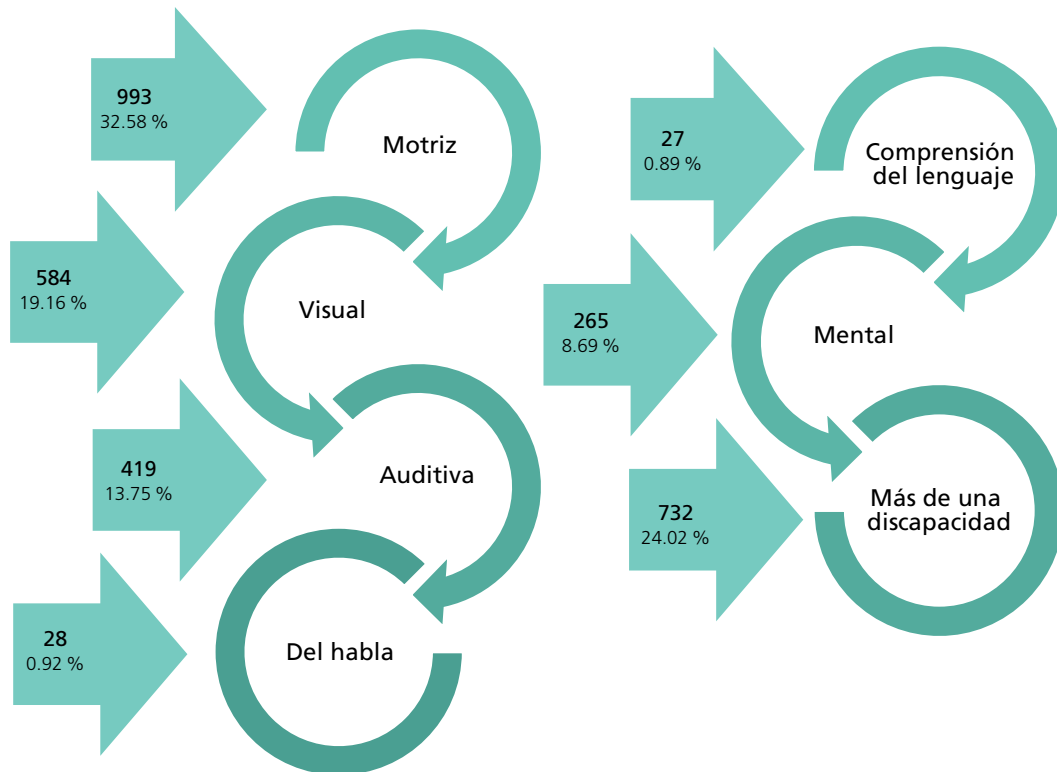 993
32.58 %
Motriz
584
19.16 %
Visual
419
13.75 %
Auditiva
28
0.92 %
Del habla
27
0.89 %
Comprensión
del lenguaje
265
8.69 %
Mental
732
24.02 %
Más de una
discapacidad